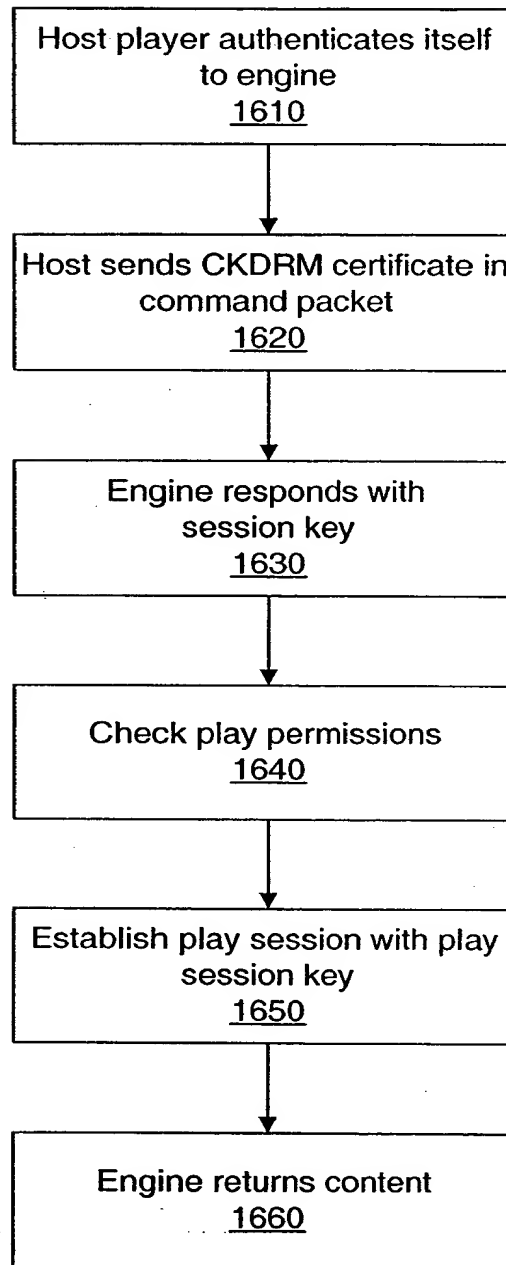 Host player authenticates itself
to engine
1610
Host sends CKDRM certificate in
command packet
1620
Engine responds with
session key
1630
Check play permissions
1640
Establish play session with play
session key
1650
Engine returns content
1660